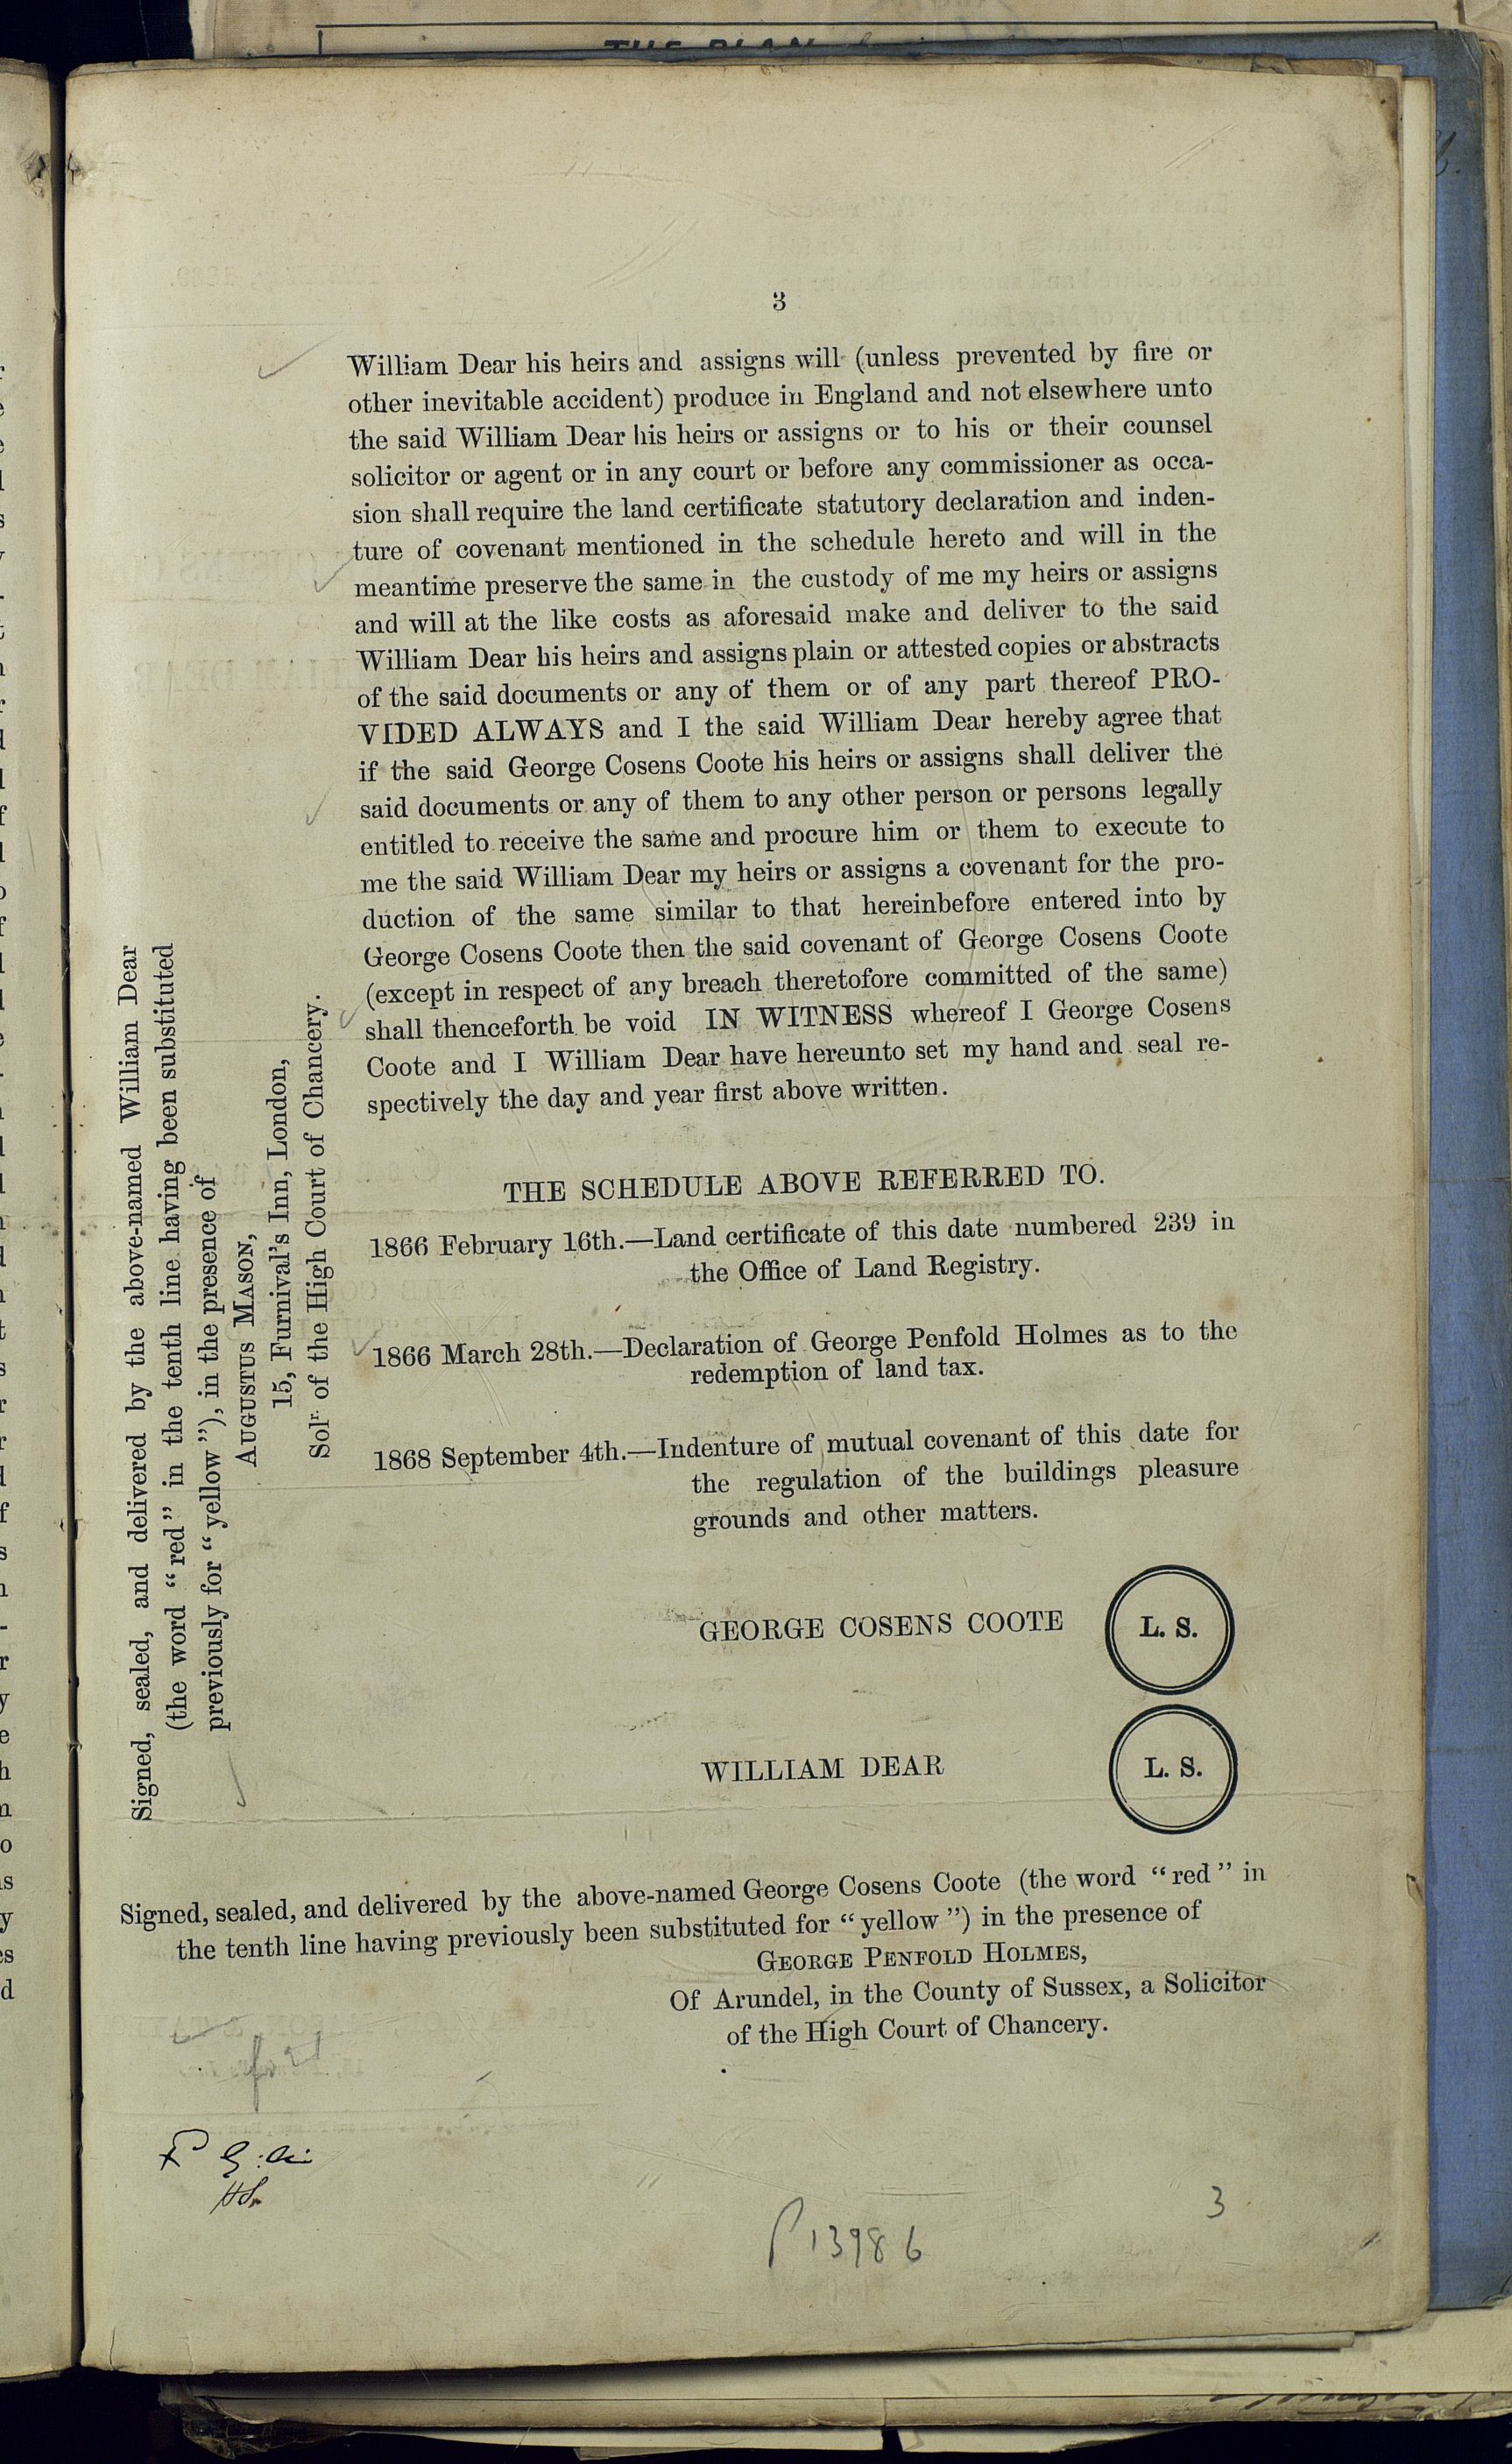 3
William Dear his heirs and assigns will (unless prevented by fire or
other inevitable accident) produce in England and not elsewhere unto
the said William Dear his heirs or assigns or to his or their counsel
solicitor or agent or in any court or before any commissioner as occa-
sion shall require the land certificate statutory declaration and inden-
ture of covenant mentioned in the schedule hereto and will in the
meantime preserve the same in the custody of me my heirs or assigns
and will at the like costs as aforesaid make and deliver to the said
William Dear his heirs and assigns plain or attested copies or abstracts
of the said documents or any of them or of any part thereof PRO-
VIDED ALWAYS and I the said William Dear hereby agree that
if the said George Cosens Coote his heirs or assigns shall deliver the
said documents or any of them to any other person or persons legally
entitled to receive the same and procure him or them to execute to
me the said William Dear my heirs or assigns a covenant for the pro-
duction of the same similar to that hereinbefore entered into by
George Cosens Coote then the said covenant of George Cosens Coote
(except in respect of any breach theretofore committed of the same)
shall thenceforth be void IN WITNESS whereof I George Cosens
Coote and I William Dear have hereunto set my hand and seal re-
spectively the day and year first above written.
THE SCHEDULE ABOVE REFERRED TO.
1866 February 16th.—Land certificate of this date numbered 239 in
the Office of Land Registry.
1866 March 28th.—Declaration of George Penfold Holmes as to the
redemption of land tax.
1868 September 4th.—Indenture of mutual covenant of this date for
the regulation of the buildings pleasure
grounds and other matters.
GEORGE COSENS COOTE L. S.
WILLIAM DEAR L. S.
Signed, sealed, and delivered by the above-named William Dear
(the word “red” in the tenth line having been substituted
previously for “yellow”), in the presence of
AUGUSTUS MASON,
15, Furnival's Inn, London,
Solr. of the High Court of Chancery.
Signed, sealed, and delivered by the above-named George Cosens Coote (the word “red” in
the tenth line having previously been substituted for “yellow”) in the presence of
GEORGE PENFOLD HOLMES,
Of Arundel, in the County of Sussex, a Solicitor
of the High Court of Chancery.
3
P 13986